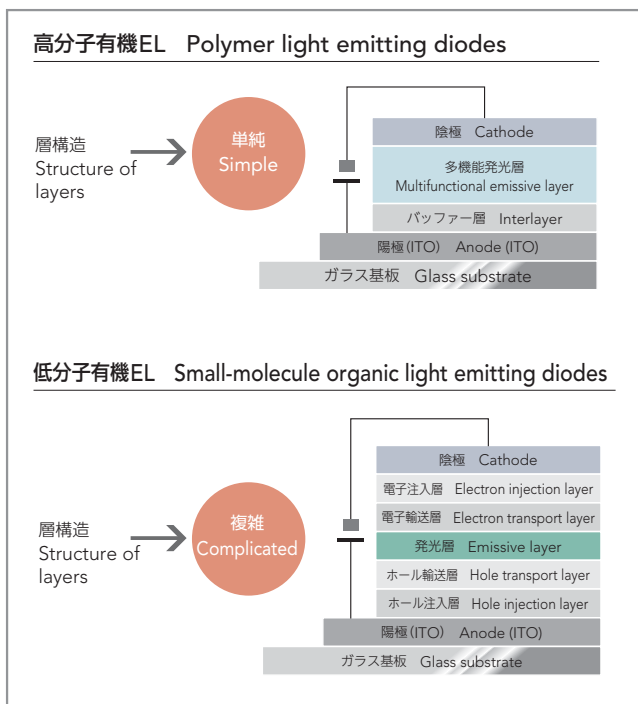 高分子有機EL Polymer light emitting diodes
層構造
Structure of
layers
単純
Simple
陰極 Cathode
多機能発光層
Multifunctional emissive layer
バッファー層 Interlayer
陽極(ITO) Anode (ITO)
ガラス基板 Glass substrate
低分子有機EL Small-molecule organic light emitting diodes
層構造
Structure of
layers
複雑
Complicated
陰極 Cathode
電子注入層 Electron injection layer
電子輸送層 Electron transport layer
発光層 Emissive layer
ホール輸送層 Hole transport layer
ホール注入層 Hole injection layer
陽極(ITO) Anode (ITO)
ガラス基板 Glass substrate